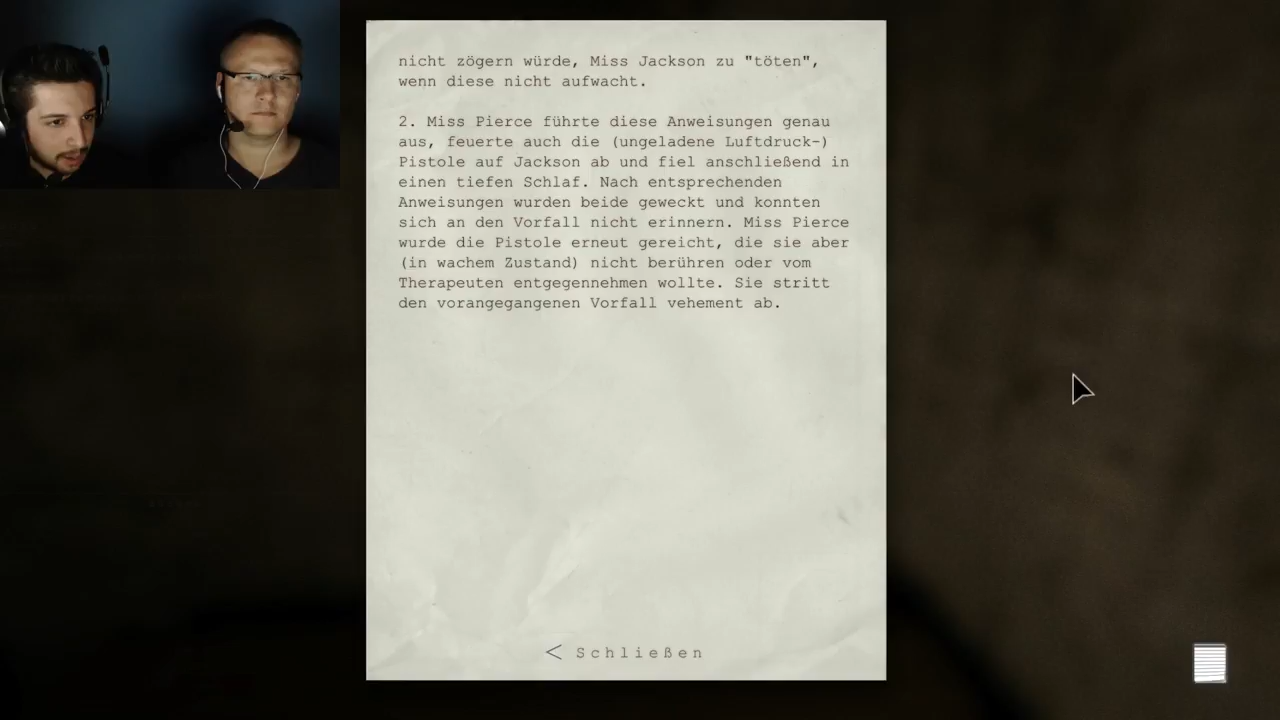 nicht zögern würde, Miss Jackson zu "töten",
wenn diese nicht aufwacht.
2. Miss Pierce führte diese Anweisungen genau
aus, feuerte auch die (ungeladene Luftdruck-)
Pistole auf Jackson ab und fiel anschließend in
einen tiefen Schlaf. Nach entsprechenden
Anweisungen wurden beide geweckt und konnten
sich an den Vorfall nicht erinnern. Miss Pierce
wurde die Pistole erneut gereicht, die sie aber
(in wachem Zustand) nicht berühren oder vom
Therapeuten entgegennehmen wollte. Sie stritt
den vorangegangenen Vorfall vehement ab.
< Schließen